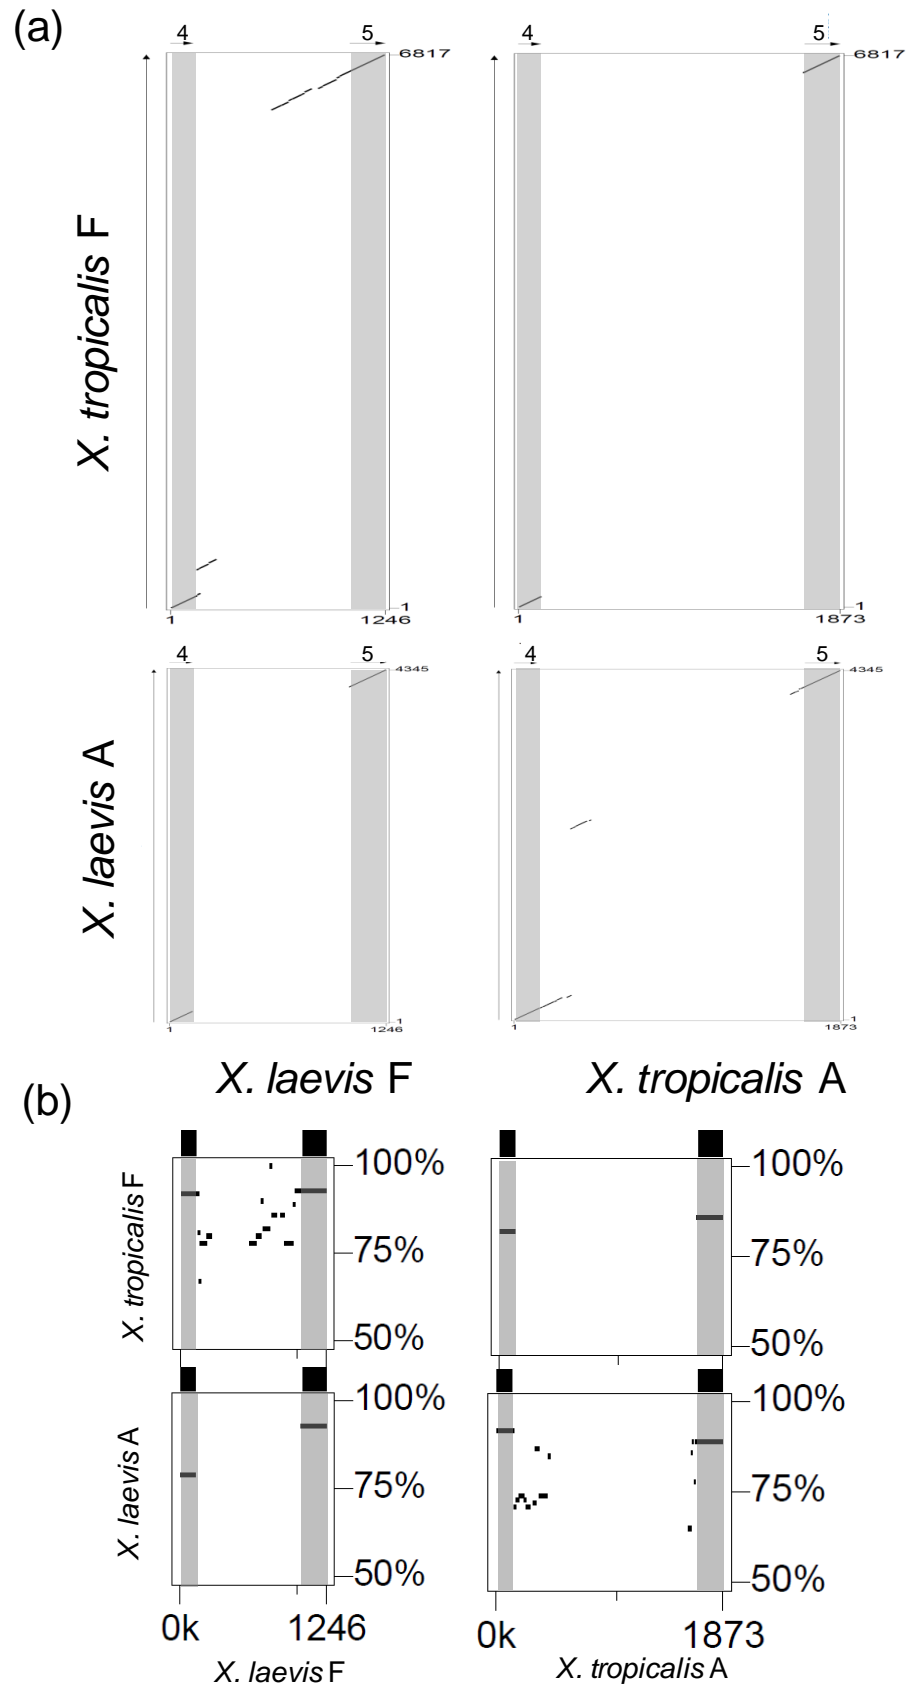 (a)
4 5 4 5
6817 6817
X. tropicalis F
1 1
1 1246 1 1873
4 5 4 5
4345 4345
X. laevis A
1 1
1 1246 1 1873
X. laevis F X. tropicalis A
(b)
100% 100%
X. tropicalis F
75% 75%
50% 50%
100% 100%
X. laevis A
75% 75%
50% 50%
0k 1246 0k 1873
X. laevis F X. tropicalis A